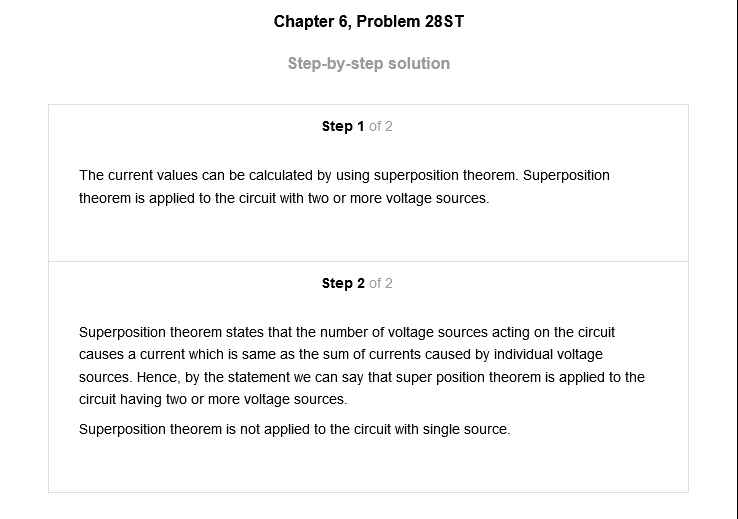 Chapter 6, Problem 28ST
Step-by-step solution
Step 1 of 2
The current values can be calculated by using superposition theorem. Superposition
theorem is applied to the circuit with two or more voltage sources.
Step 2 of 2
Superposition theorem states that the number of voltage sources acting on the circuit
causes a current which is same as the sum of currents caused by individual voltage
sources. Hence, by the statement we can say that super position theorem is applied to the
circuit having two or more voltage sources.
Superposition theorem is not applied to the circuit with single source.